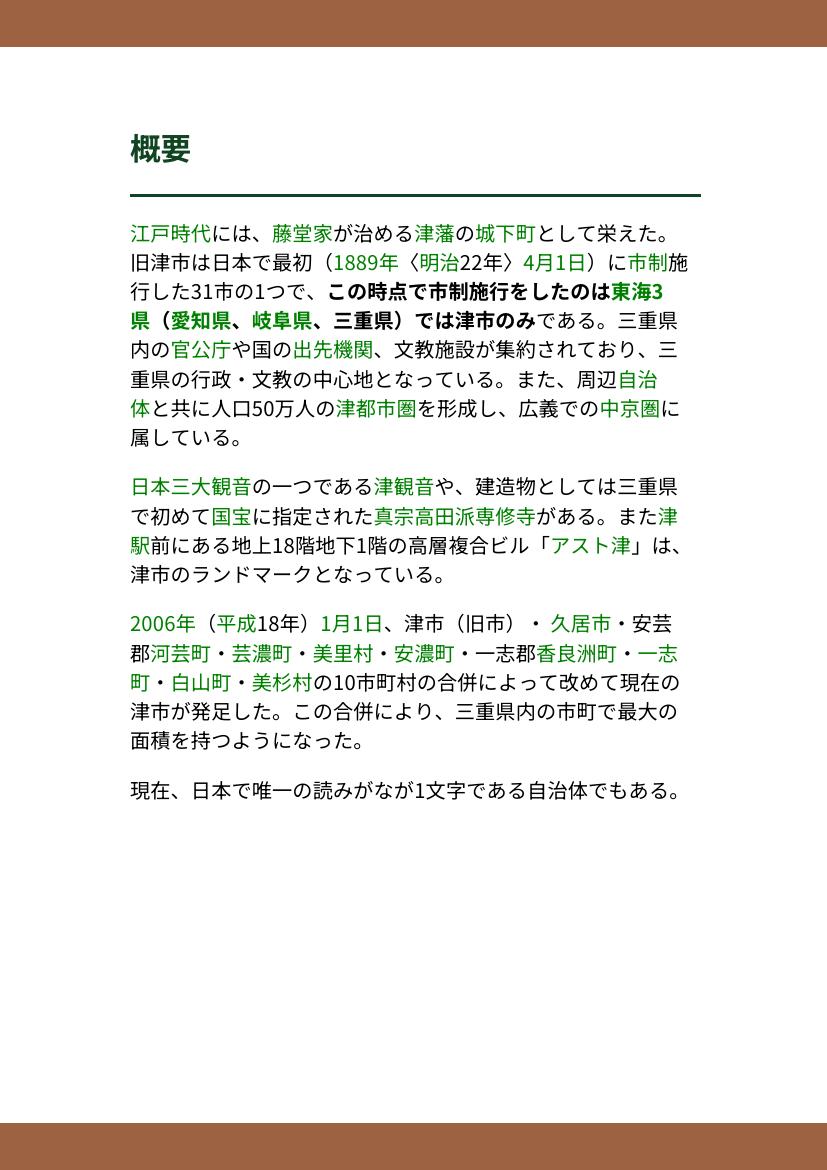 概要
江戸時代には、藤堂家が治める津藩の城下町として栄えた。
旧津市は日本で最初（1889年〈明治22年〉4月1日）に市制施
行した31市の1つで、この時点で市制施行をしたのは東海3
県（愛知県、岐阜県、三重県）では津市のみである。三重県
内の官公庁や国の出先機関、文教施設が集約されており、三
重県の行政・文教の中心地となっている。また、周辺自治
体と共に人口50万人の津都市圏を形成し、広義での中京圏に
属している。
日本三大観音の一つである津観音や、建造物としては三重県
で初めて国宝に指定された真宗高田派専修寺がある。また津
駅前にある地上18階地下1階の高層複合ビル「アスト津」は、
津市のランドマークとなっている。
2006年（平成18年）1月1日、津市（旧市）・ 久居市・安芸
郡河芸町・芸濃町・美里村・安濃町・一志郡香良洲町・一志
町・白山町・美杉村の10市町村の合併によって改めて現在の
津市が発足した。この合併により、三重県内の市町で最大の
面積を持つようになった。
現在、日本で唯一の読みがなが1文字である自治体でもある。